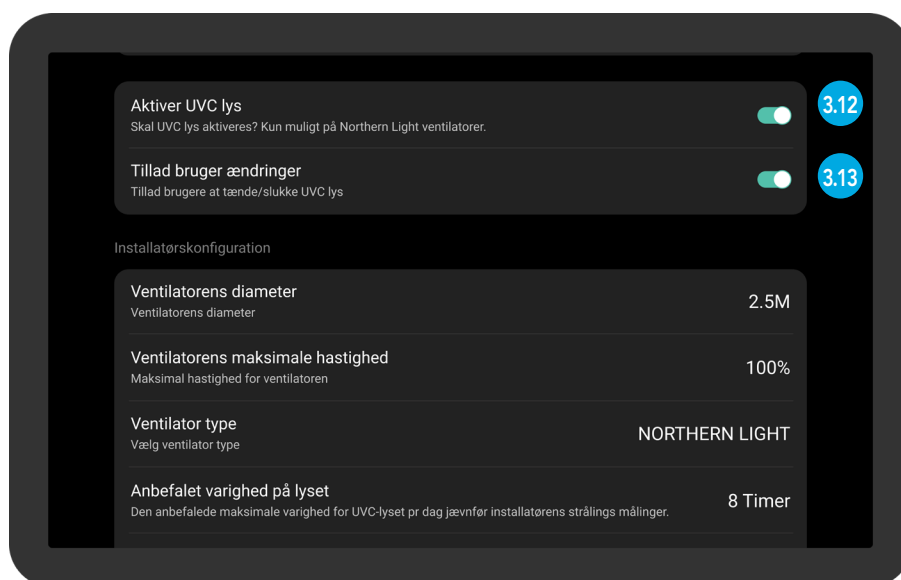 Aktiver UVC lys
Skal UVC lys aktiveres? Kun muligt på Northern Light ventilatorer.
3.12
Tillad bruger ændringer
Tillad brugere at tænde/slukke UVC lys
3.13
Installatørskonfiguration
Ventilatorens diameter
Ventilatorens diameter
2.5M
Ventilatorens maksimale hastighed
Maksimal hastighed for ventilatoren
100%
Ventilator type
Vælg ventilator type
NORTHERN LIGHT
Anbefalet varighed på lyset
Den anbefalede maksimale varighed for UVC-lyset pr dag jævnfør installatørens strålings målinger.
8 Timer